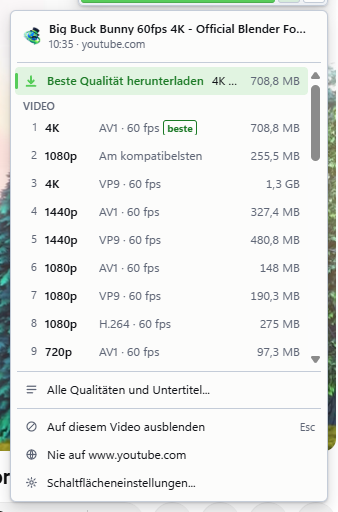 Big Buck Bunny 60fps 4K - Official Blender Fo...
10:35 · youtube.com
Beste Qualität herunterladen 4K ... 708,8 MB
VIDEO
1 4K AV1 · 60 fps beste 708,8 MB
2 1080p Am kompatibelsten 255,5 MB
3 4K VP9 · 60 fps 1,3 GB
4 1440p AV1 · 60 fps 327,4 MB
5 1440p VP9 · 60 fps 480,8 MB
6 1080p AV1 · 60 fps 148 MB
7 1080p VP9 · 60 fps 190,3 MB
8 1080p H.264 · 60 fps 275 MB
9 720p AV1 · 60 fps 97,3 MB
Alle Qualitäten und Untertitel...
Auf diesem Video ausblenden Esc
Nie auf www.youtube.com
Schaltflächeneinstellungen...